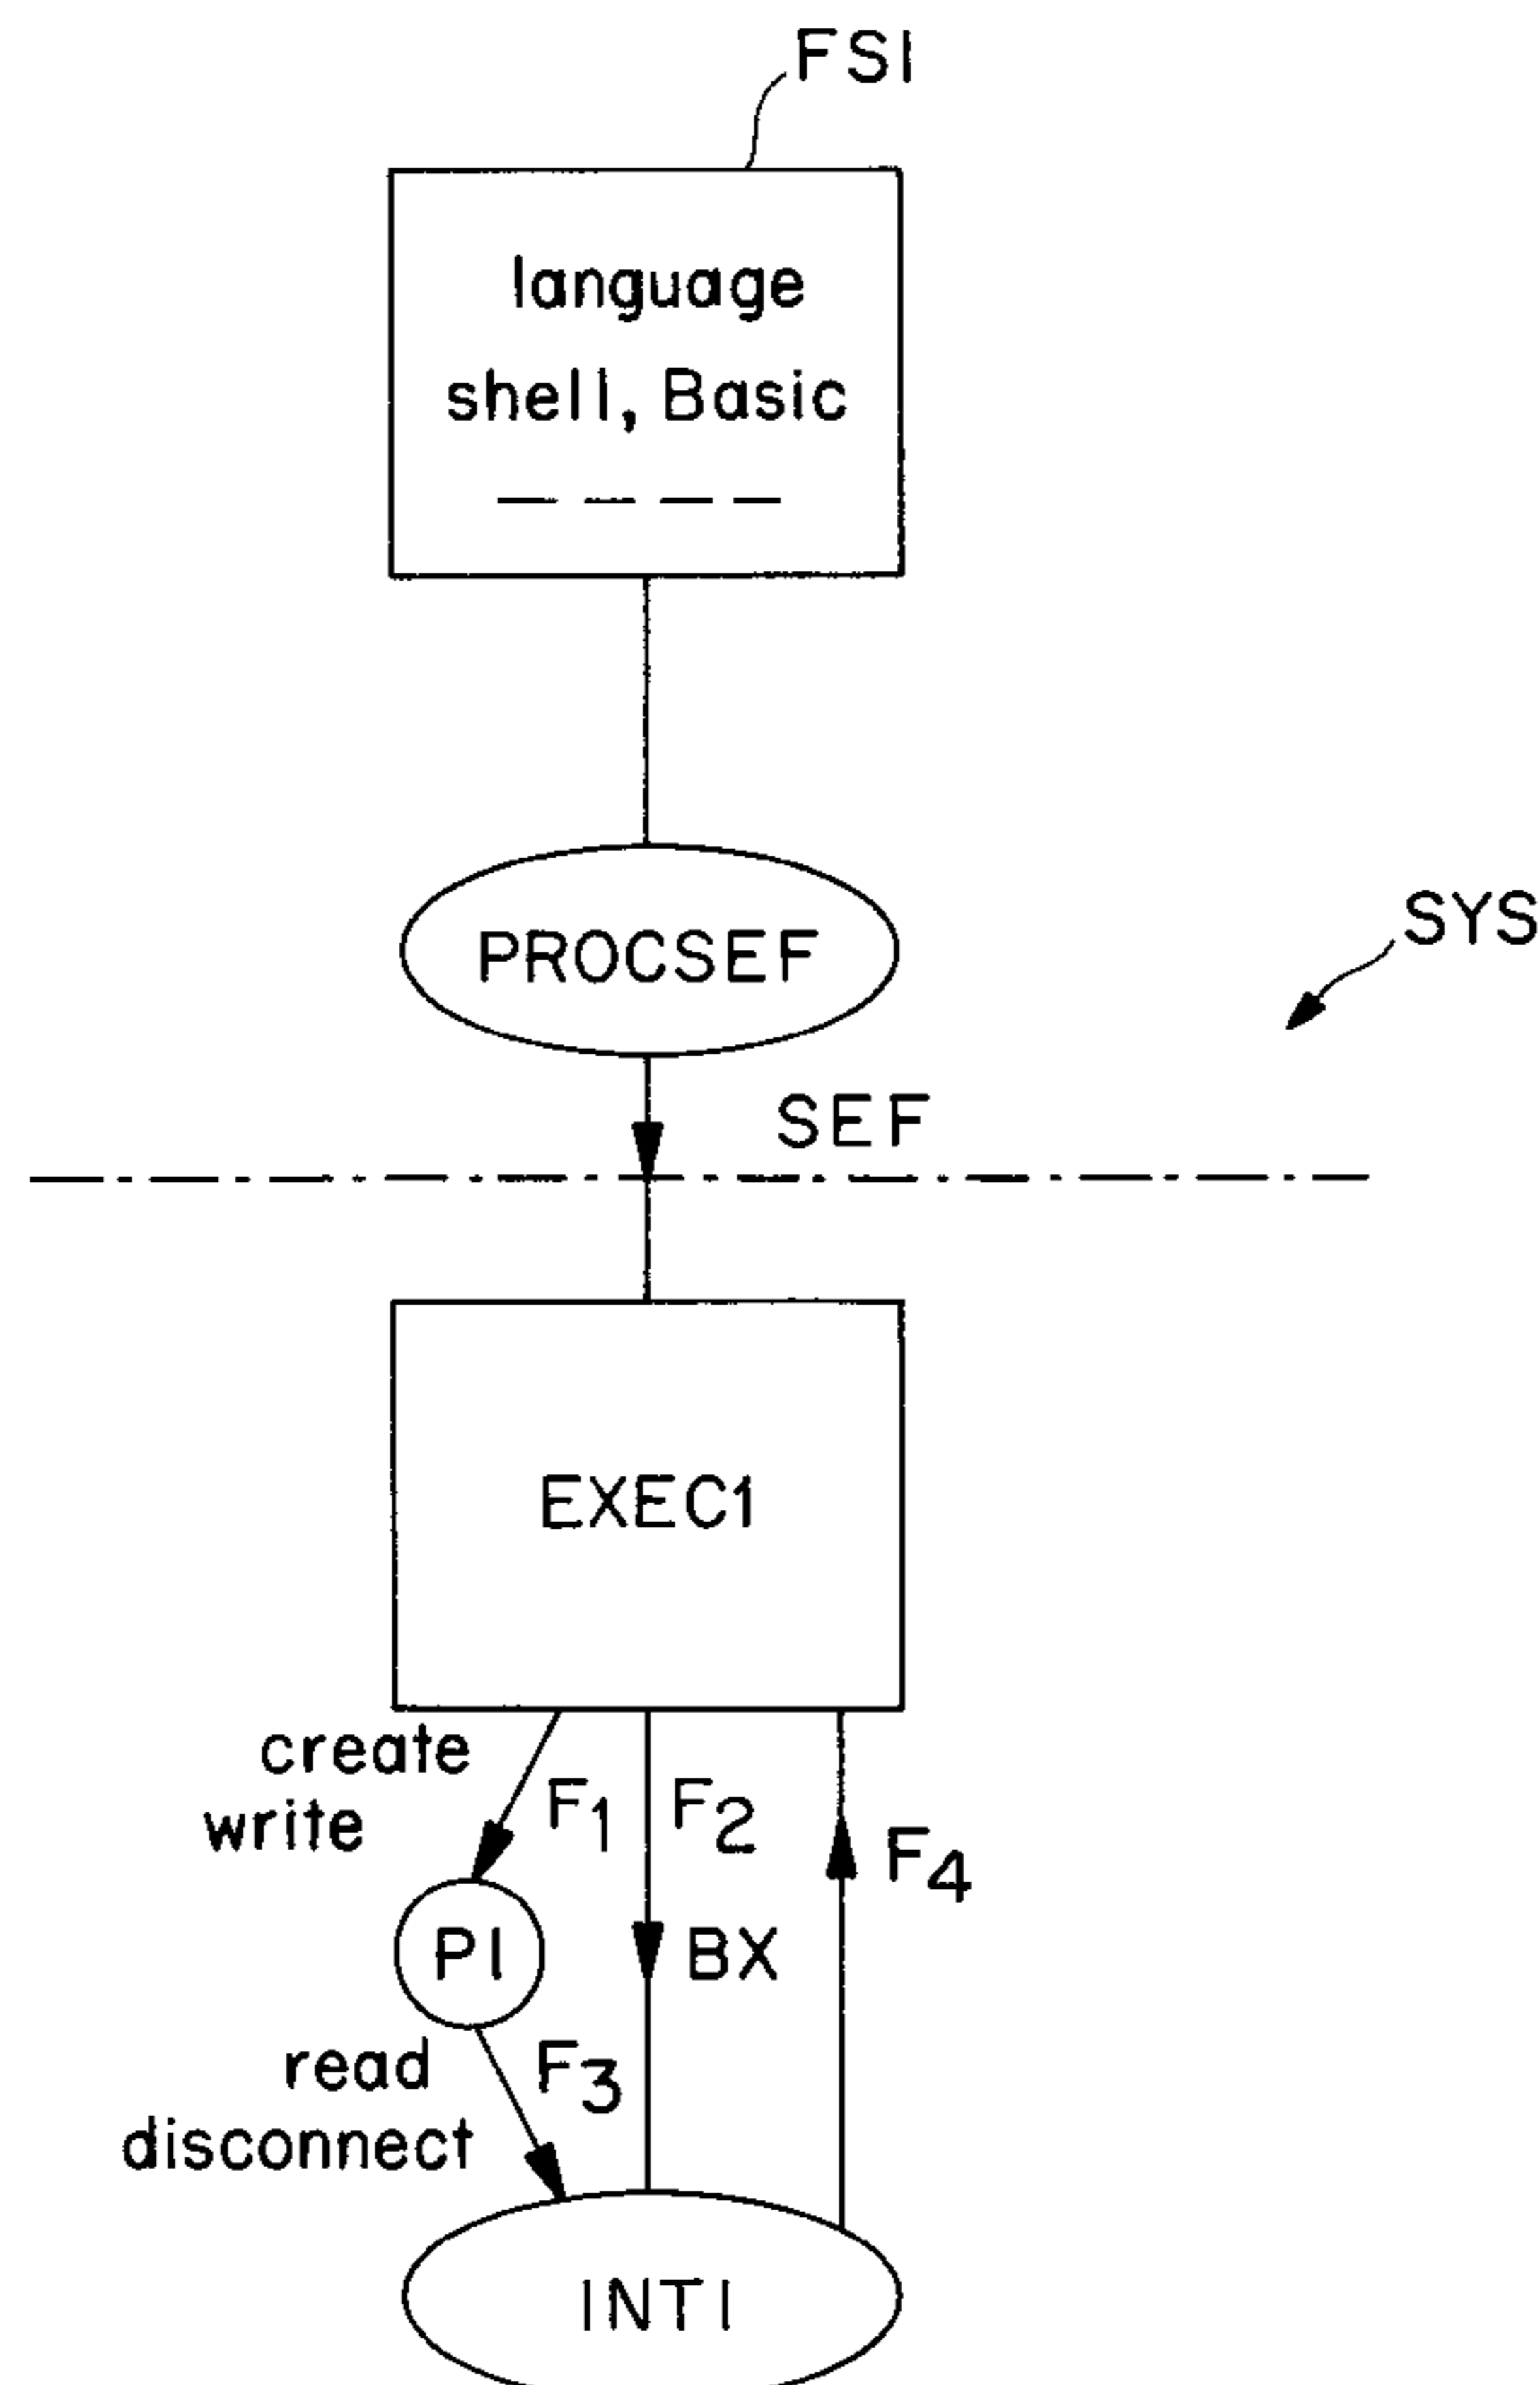 FSI
language
shell, Basic
PROCSEF
SYS
SEF
EXEC1
create
write
F1
F2
F4
PI
BX
read
disconnect
F3
INTI